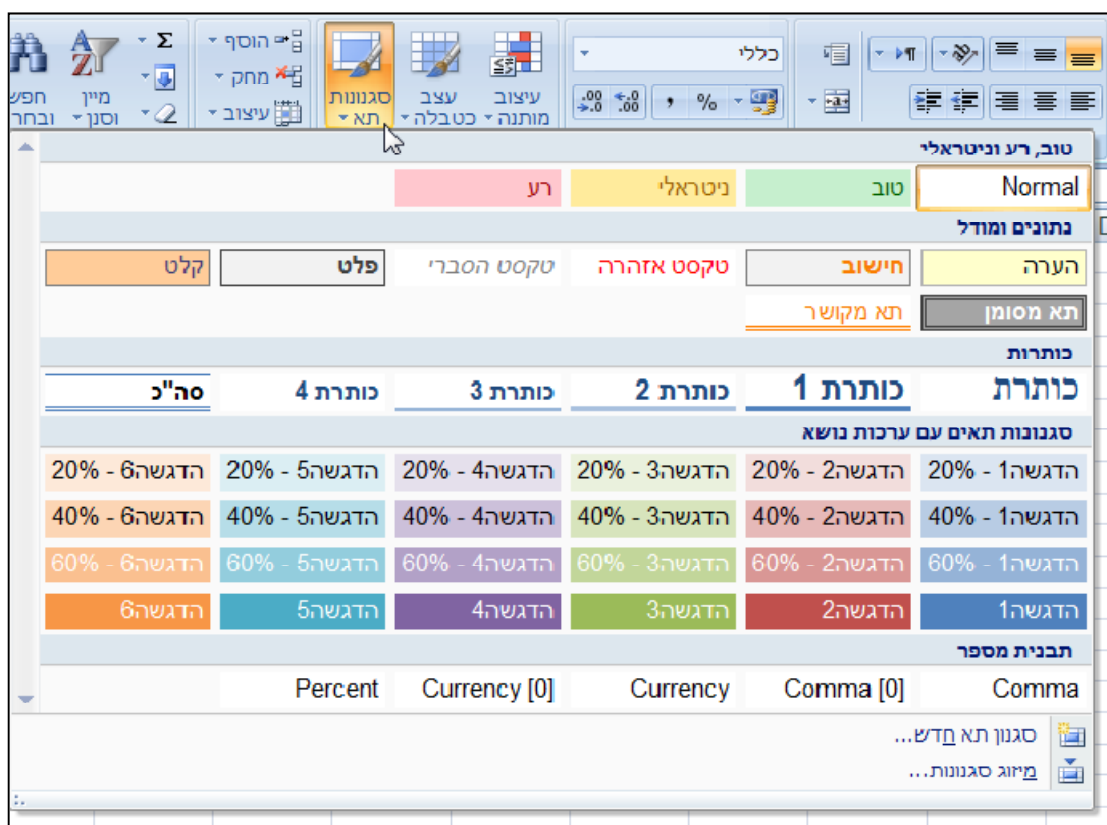 כללי
% ,
.00 .0
Σ
הוסף
מחק
עיצוב
עיצוב מותנה
עצב כטבלה
סגנונות תא
מיין וסנן
חפש ובחר
טוב, רע וניטראלי
Normal טוב ניטראלי רע
נתונים ומודל
הערה חישוב טקסט אזהרה טקסט הסברי פלט קלט
תא מסומן תא מקושר
כותרות
כותרת כותרת 1 כותרת 2 כותרת 3 כותרת 4 סה"כ
סגנונות תאים עם ערכות נושא
הדגשה1 - 20% הדגשה2 - 20% הדגשה3 - 20% הדגשה4 - 20% הדגשה5 - 20% הדגשה6 - 20%
הדגשה1 - 40% הדגשה2 - 40% הדגשה3 - 40% הדגשה4 - 40% הדגשה5 - 40% הדגשה6 - 40%
הדגשה1 - 60% הדגשה2 - 60% הדגשה3 - 60% הדגשה4 - 60% הדגשה5 - 60% הדגשה6 - 60%
הדגשה1 הדגשה2 הדגשה3 הדגשה4 הדגשה5 הדגשה6
תבנית מספר
Comma Comma [0] Currency Currency [0] Percent
סגנון תא חדש...
מיזוג סגנונות...